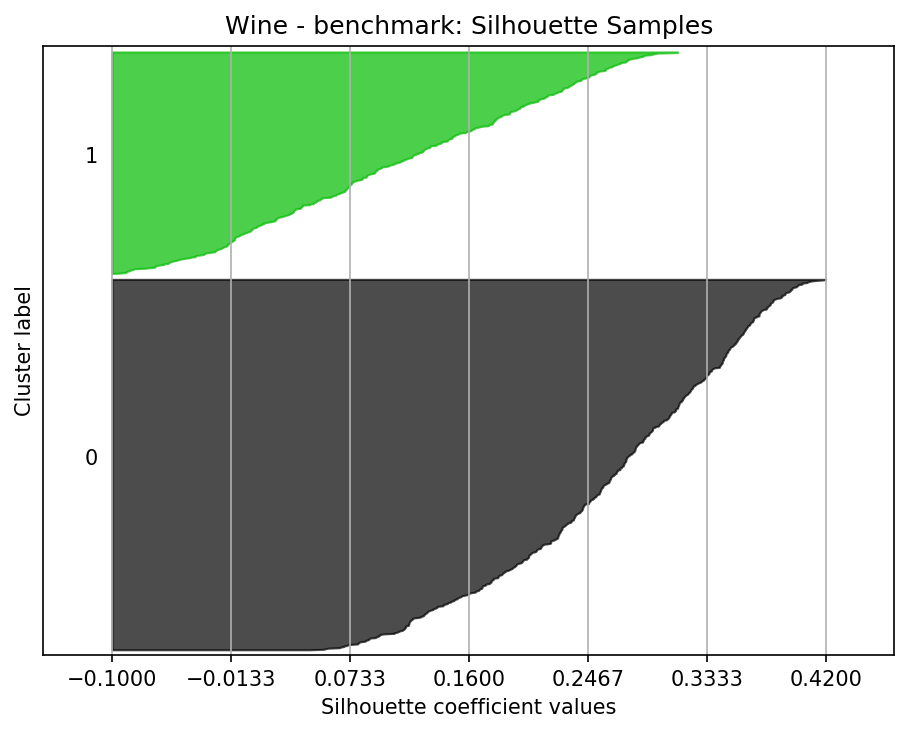 Wine - benchmark: Silhouette Samples
1
0
Cluster label
−0.1000 −0.0133 0.0733 0.1600 0.2467 0.3333 0.4200
Silhouette coefficient values